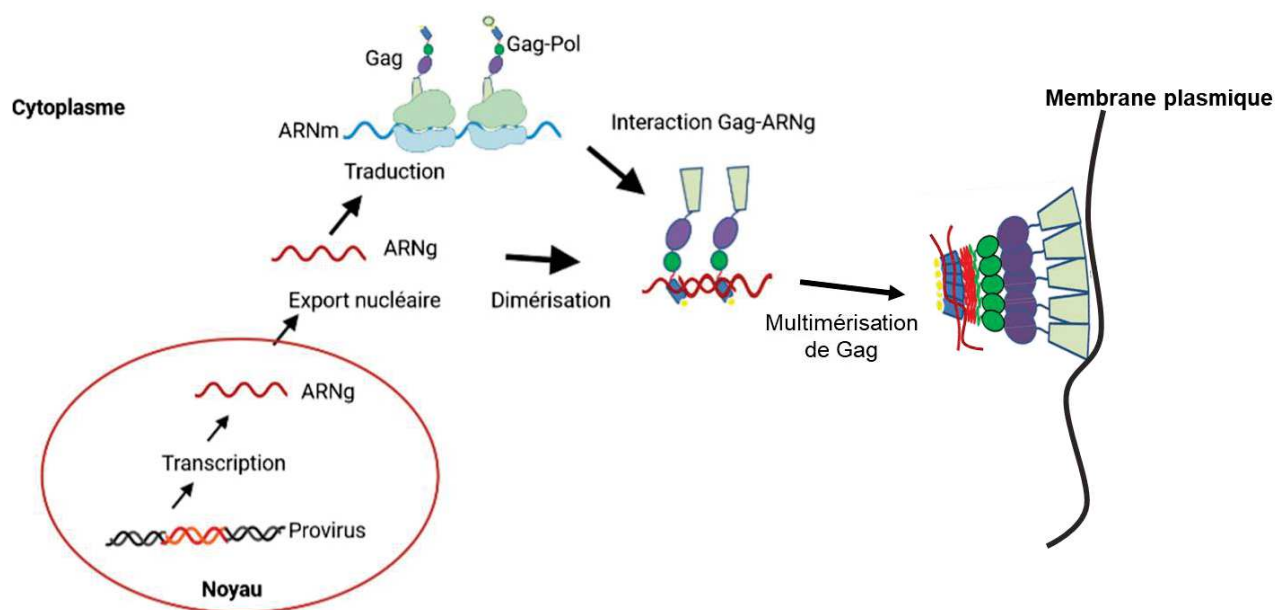 Gag
Gag-Pol
Cytoplasme
Membrane plasmique
ARNm
Interaction Gag-ARNg
Traduction
ARNg
Export nucléaire
Dimérisation
Multimérisation
de Gag
ARNg
Transcription
Provirus
Noyau